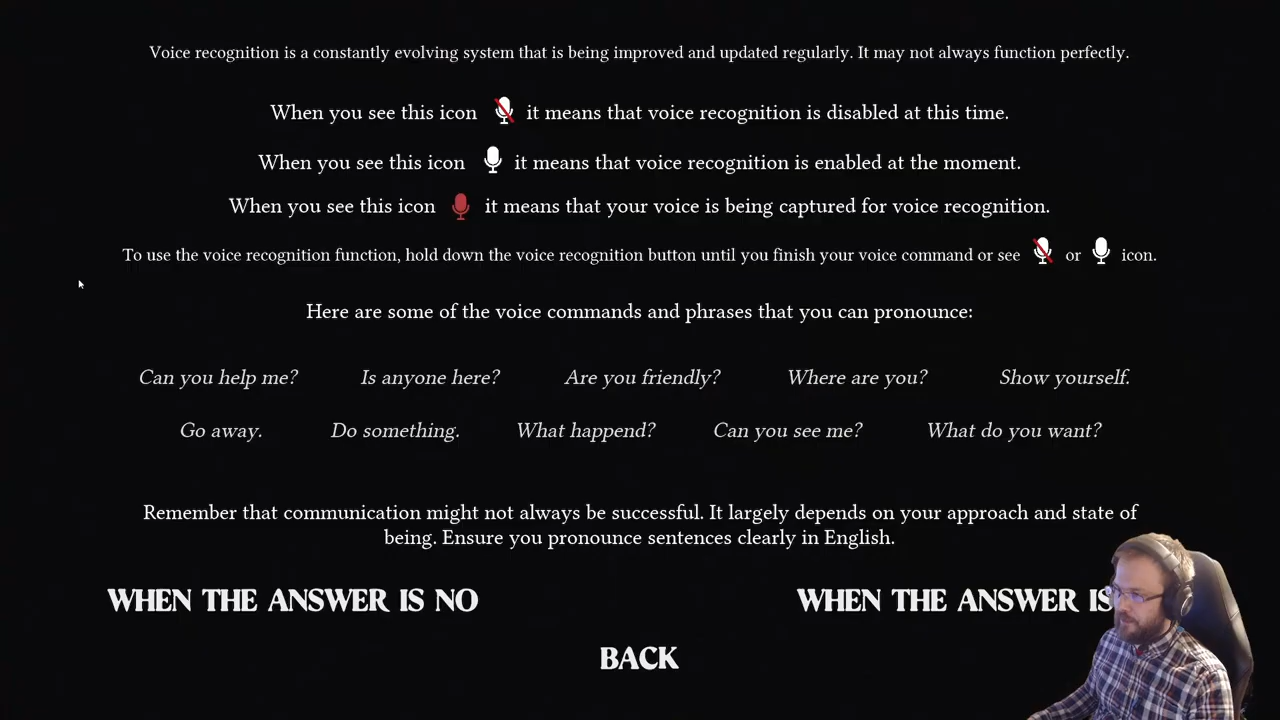 Voice recognition is a constantly evolving system that is being improved and updated regularly. It may not always function perfectly.
When you see this icon it means that voice recognition is disabled at this time.
When you see this icon it means that voice recognition is enabled at the moment.
When you see this icon it means that your voice is being captured for voice recognition.
To use the voice recognition function, hold down the voice recognition button until you finish your voice command or see or icon.
Here are some of the voice commands and phrases that you can pronounce:
Can you help me? Is anyone here? Are you friendly? Where are you? Show yourself.
Go away. Do something. What happend? Can you see me? What do you want?
Remember that communication might not always be successful. It largely depends on your approach and state of
being. Ensure you pronounce sentences clearly in English.
WHEN THE ANSWER IS NO WHEN THE ANSWER IS
BACK